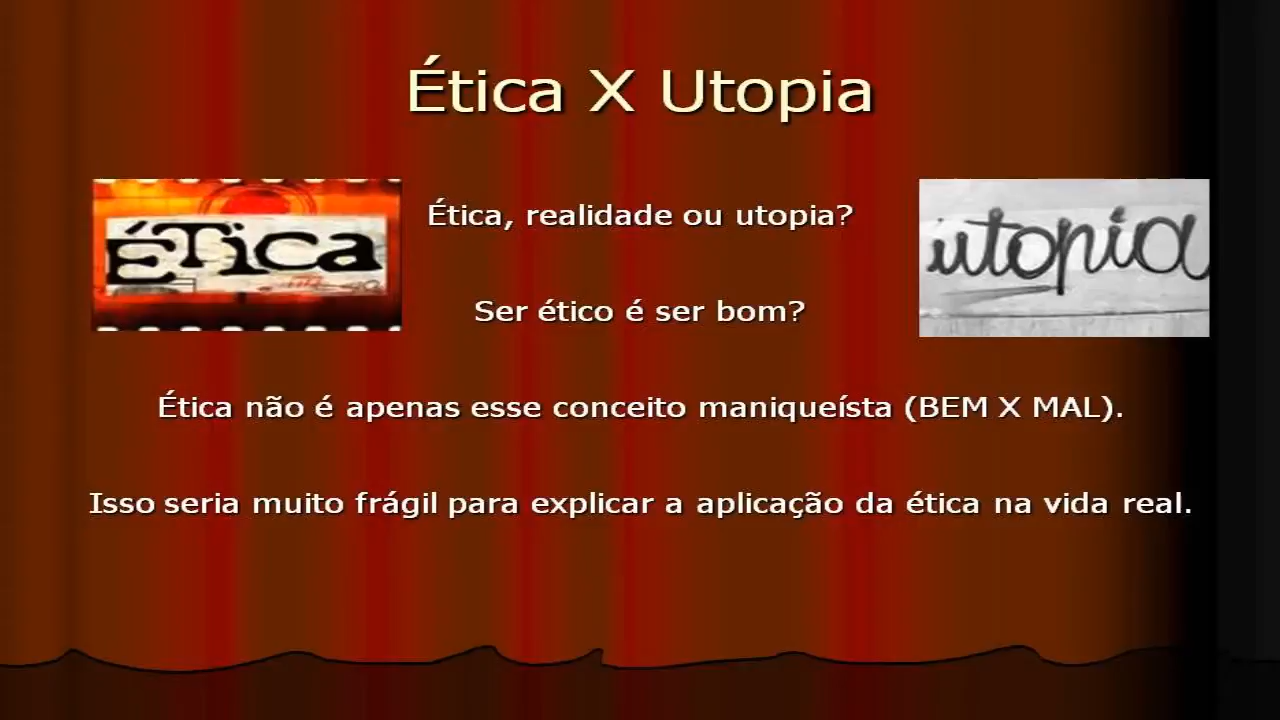 Ética X Utopia
ÉTica
Ética, realidade ou utopia?
utopia
Ser ético é ser bom?
Ética não é apenas esse conceito maniqueísta (BEM X MAL).
Isso seria muito frágil para explicar a aplicação da ética na vida real.